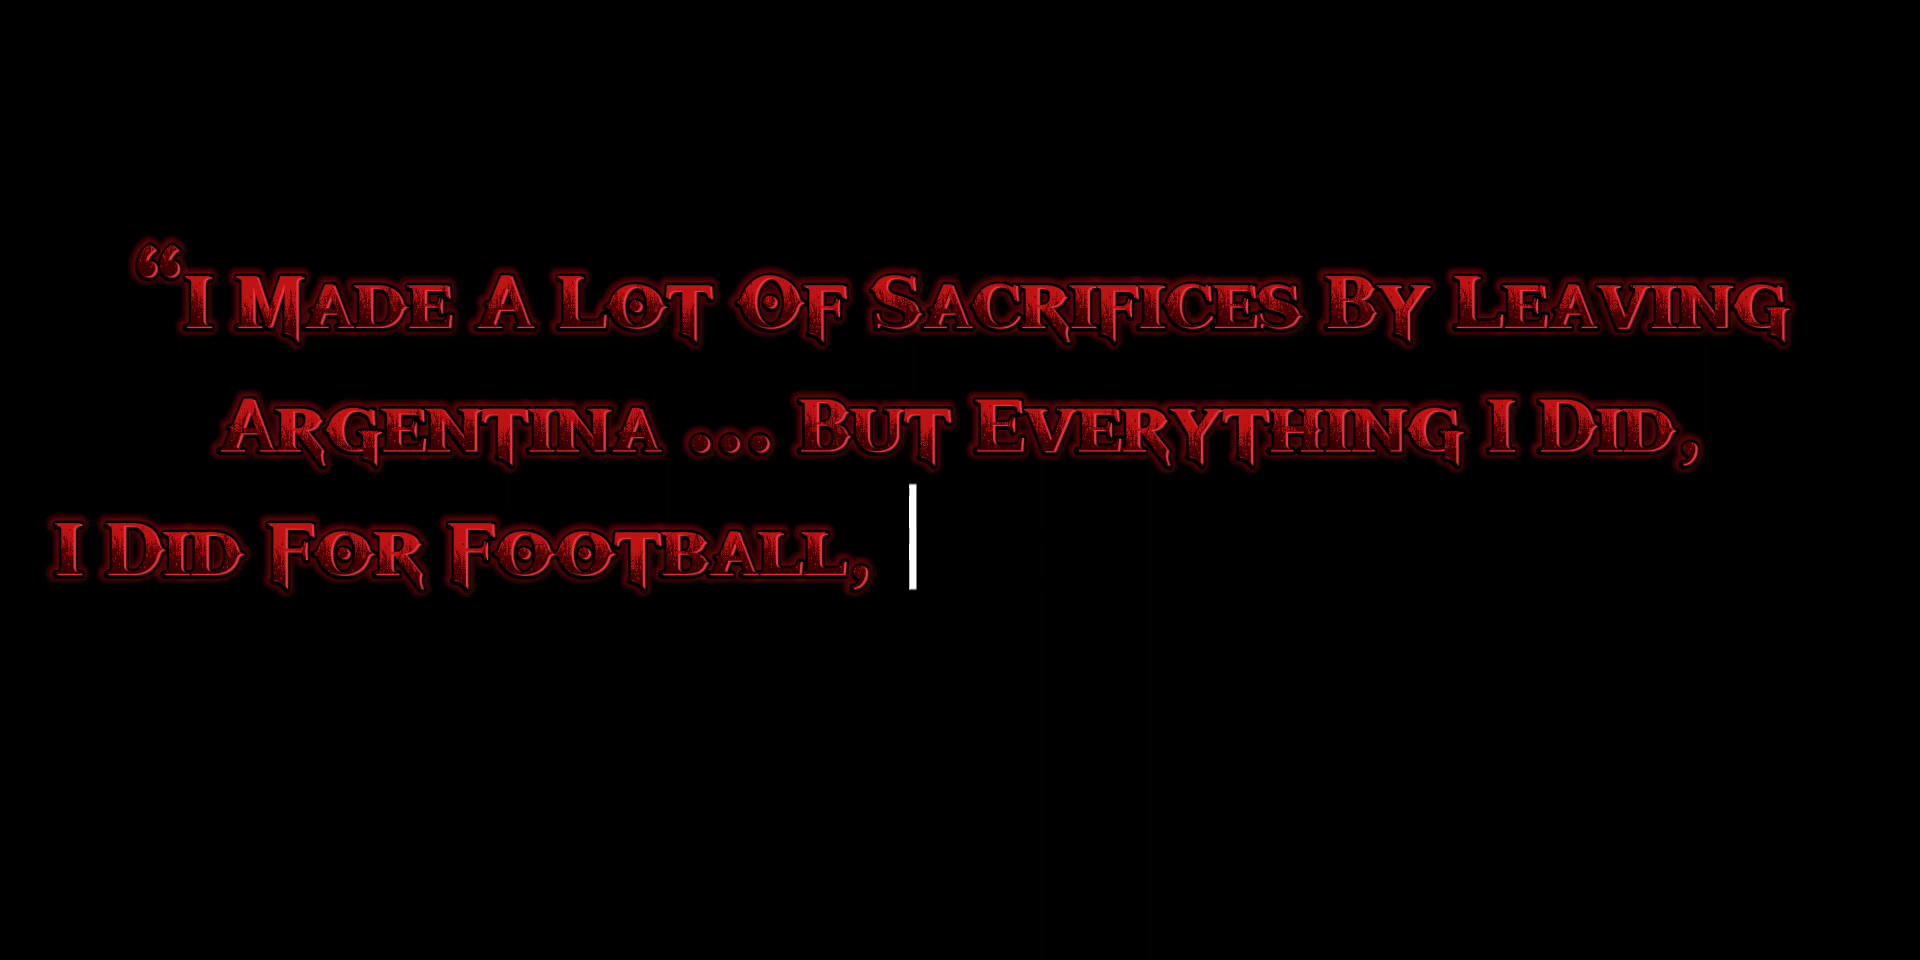 “I Made A Lot Of Sacrifices By Leaving
Argentina ... But Everything I Did,
I Did For Football,